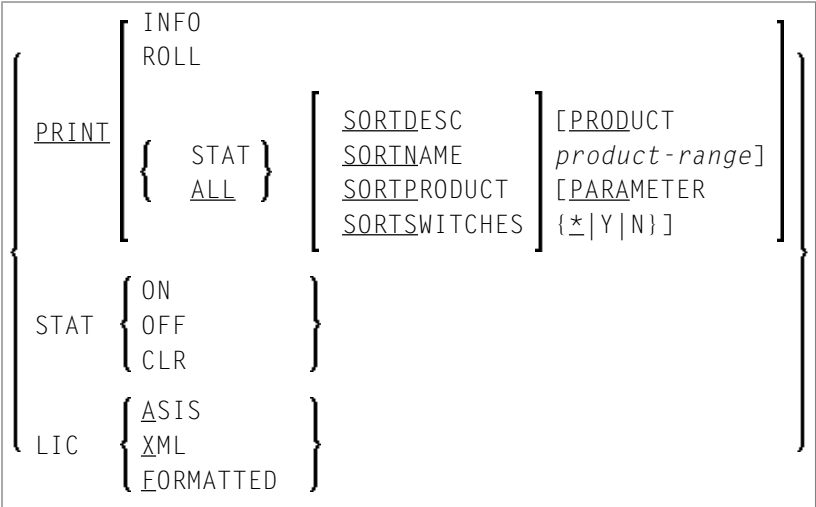 INFO
ROLL
PRINT
STAT
ALL
SORTDESC
SORTNAME
SORTPRODUCT
SORTSWITCHES
[PRODUCT
product-range]
[PARAMETER
{*|Y|N}]
STAT
ON
OFF
CLR
LIC
ASIS
XML
FORMATTED